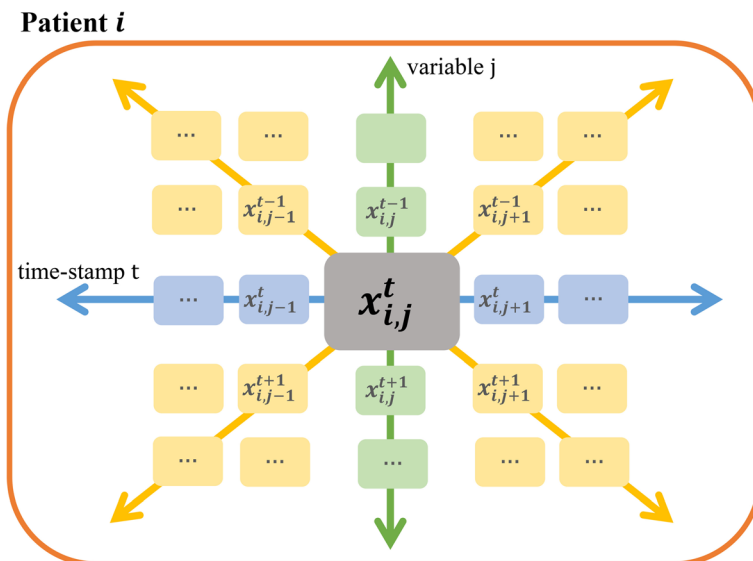 Patient i
variable j
... ... ... ...
... x_{i,j-1}^{t-1} x_{i,j}^{t-1} x_{i,j+1}^{t-1} ...
time-stamp t
... x_{i,j-1}^{t} x_{i,j}^{t} x_{i,j+1}^{t} ...
... x_{i,j-1}^{t+1} x_{i,j}^{t+1} x_{i,j+1}^{t+1} ...
... ... ... ... ...